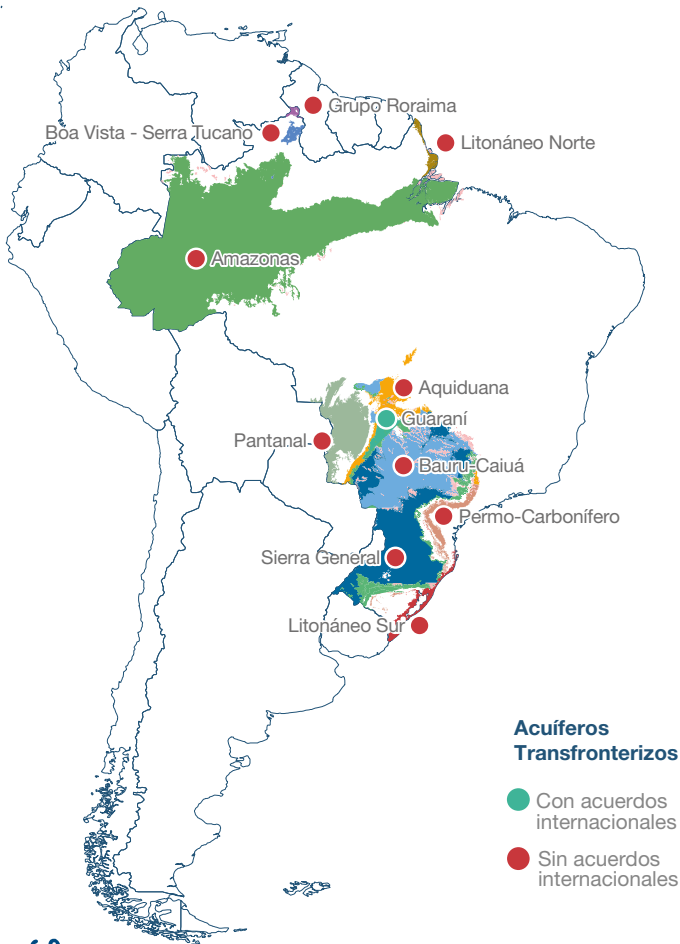 Grupo Roraima
Boa Vista - Serra Tucano
Litonáneo Norte
Amazonas
Aquiduana
Guaraní
Pantanal
Bauru-Caiuá
Permo-Carbonífero
Sierra General
Litonáneo Sur
Acuíferos
Transfronterizos
Con acuerdos
internacionales
Sin acuerdos
internacionales